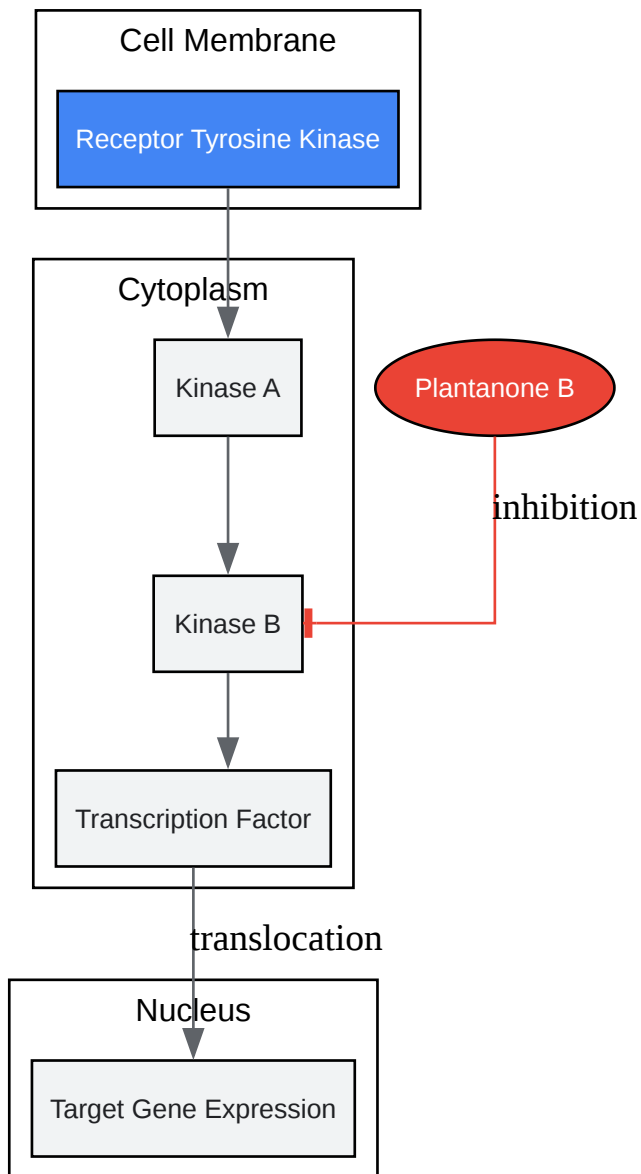 Cell Membrane
Receptor Tyrosine Kinase
Cytoplasm
Kinase A
Plantanone B
inhibition
Kinase B
Transcription Factor
translocation
Nucleus
Target Gene Expression